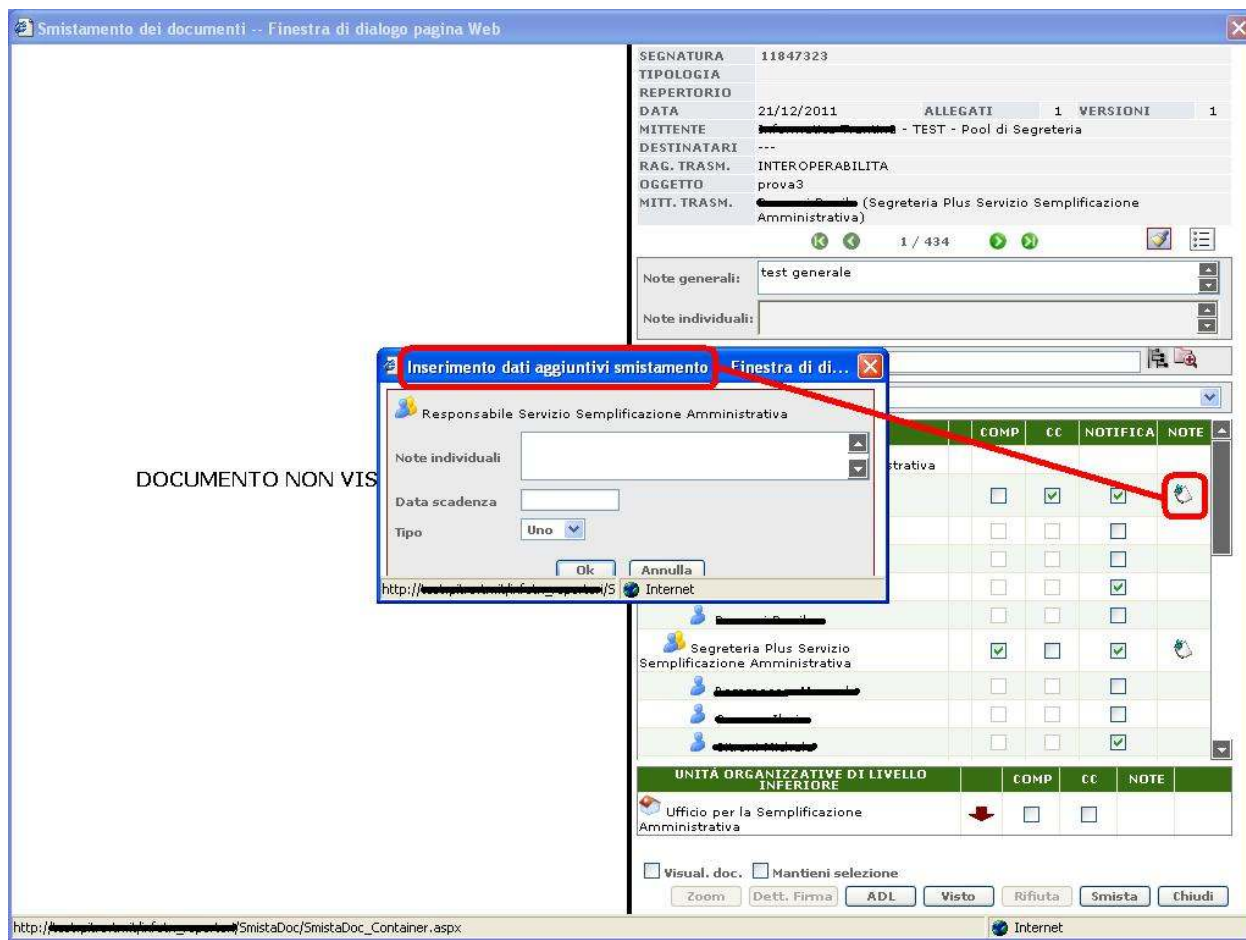 Smistamento dei documenti -- Finestra di dialogo pagina Web
SEGNATURA 11847323
TIPOLOGIA
REPERTORIO
DATA 21/12/2011 ALLEGATI 1 VERSIONI 1
MITTENTE - TEST - Pool di Segreteria
DESTINATARI ---
RAG. TRASM. INTEROPERABILITA
OGGETTO prova3
MITT. TRASM. (Segreteria Plus Servizio Semplificazione
Amministrativa)
1 / 434
Note generali: test generale
Note individuali:
Inserimento dati aggiuntivi smistamento Finestra di di...
Responsabile Servizio Semplificazione Amministrativa
Note individuali
Data scadenza
Tipo Uno
Ok Annulla
http:// /S Internet
COMP CC NOTIFICA NOTE
strativa
DOCUMENTO NON VIS
Segreteria Plus Servizio
Semplificazione Amministrativa
UNITÀ ORGANIZZATIVE DI LIVELLO
INFERIORE COMP CC NOTE
Ufficio per la Semplificazione
Amministrativa
Visual. doc. Mantieni selezione
Zoom Dett. Firma ADL Visto Rifiuta Smista Chiudi
http:// /SmistaDoc/SmistaDoc_Container.aspx Internet